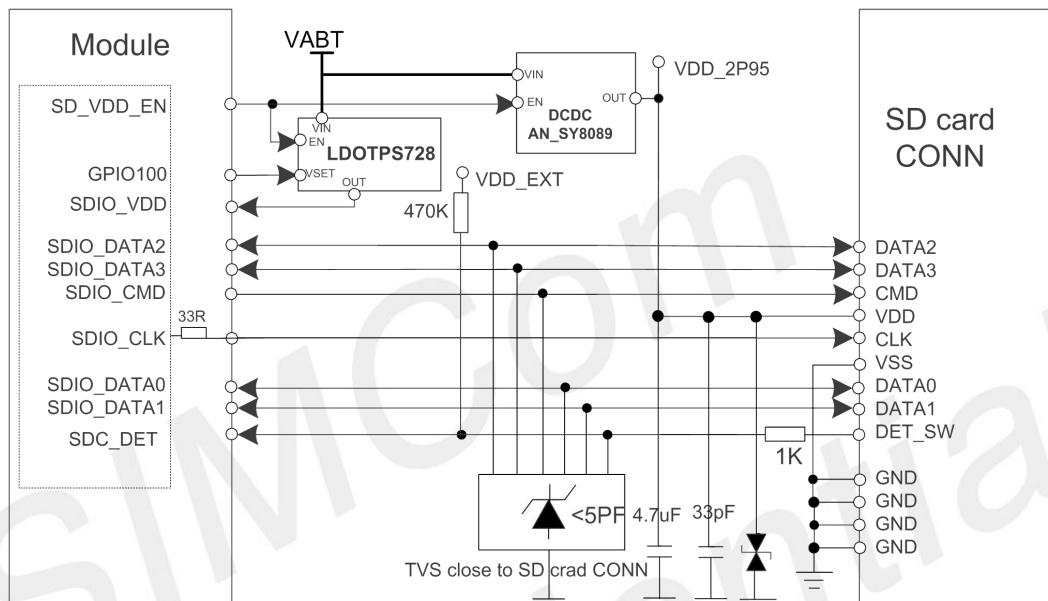 Module
VABT
VIN
VDD_2P95
SD_VDD_EN
EN
OUT
DCDC
AN_SY8089
SD card
CONN
VIN
EN
LDOTPS728
GPIO100
VSET
OUT
VDD_EXT
SDIO_VDD
470K
SDIO_DATA2
DATA2
SDIO_DATA3
DATA3
SDIO_CMD
CMD
VDD
33R
SDIO_CLK
CLK
VSS
SDIO_DATA0
DATA0
SDIO_DATA1
DATA1
SDC_DET
DET_SW
1K
GND
GND
GND
GND
<5PF
4.7uF
33pF
TVS close to SD crad CONN
SIMCom